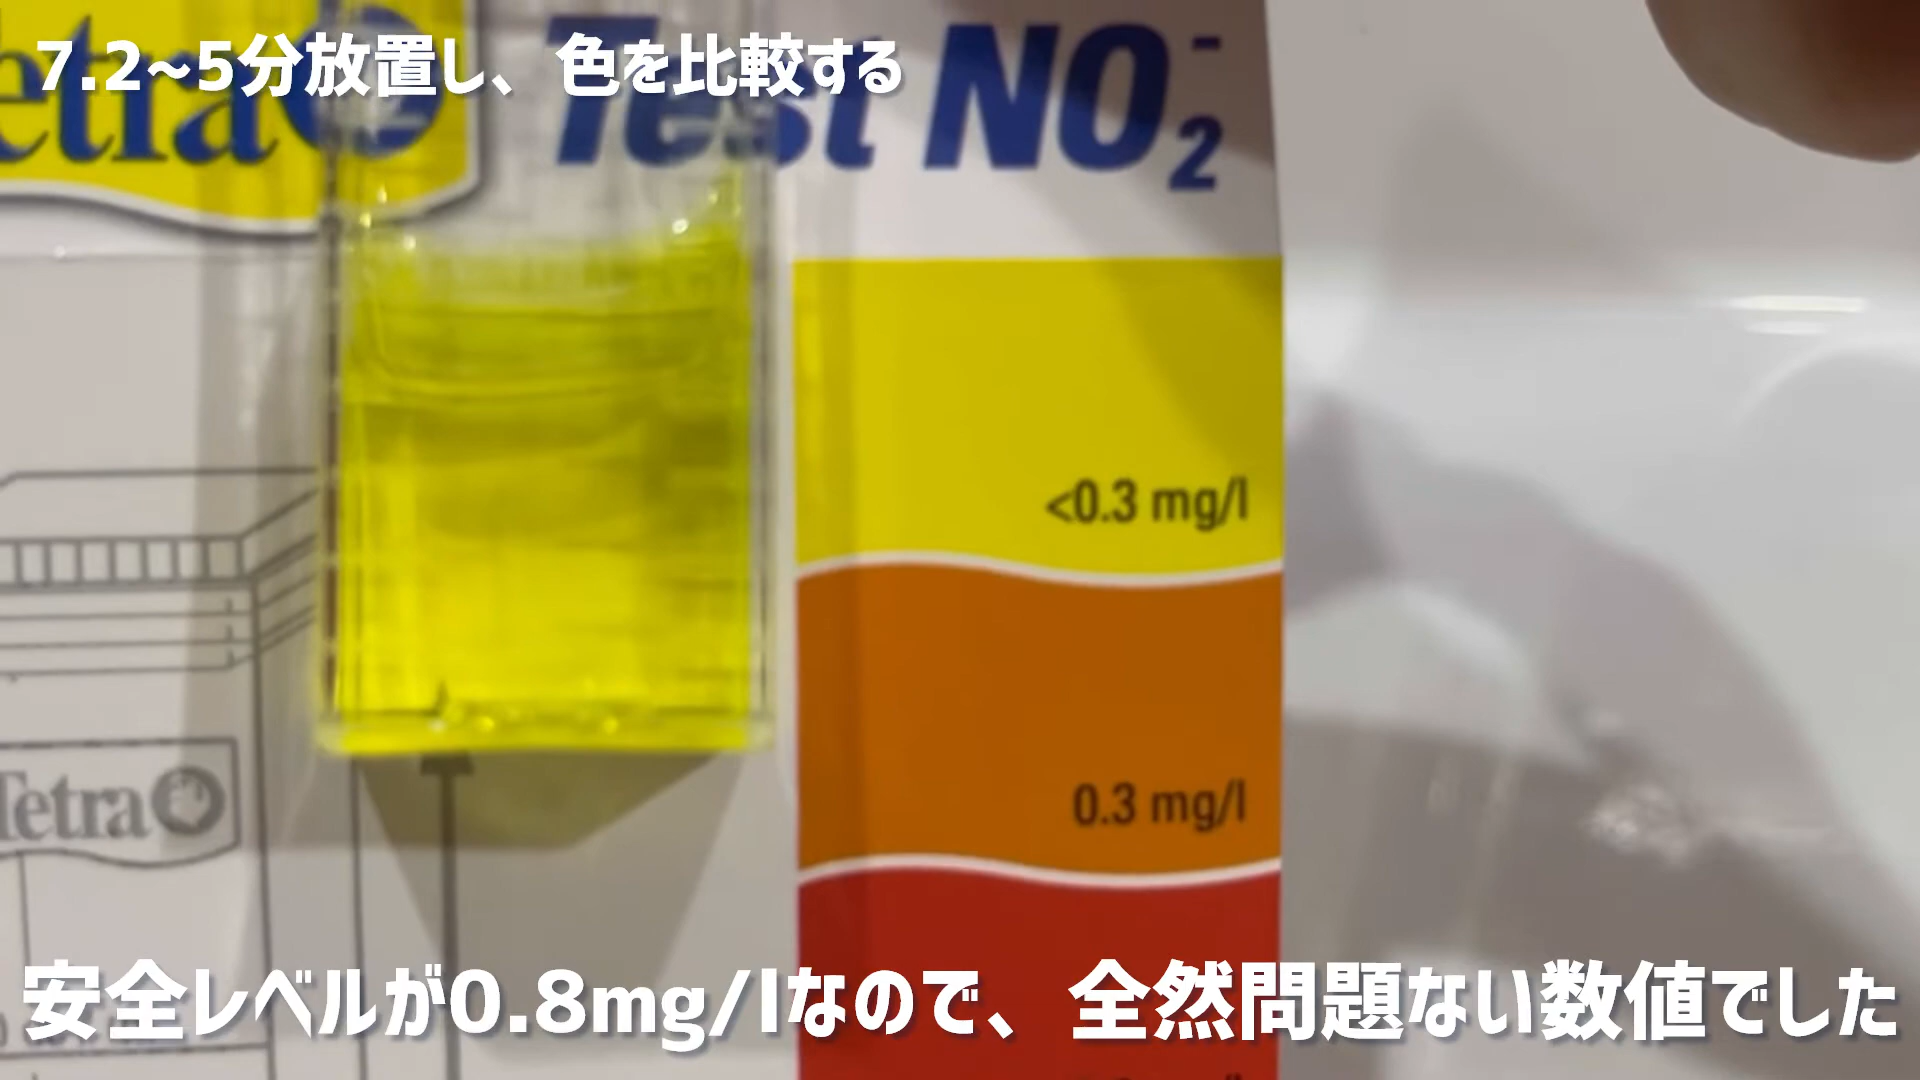 7.2~5分放置し、色を比較する
etra
Test NO₂⁻
<0.3 mg/l
0.3 mg/l
Tetra
安全レベルが0.8mg/lなので、全然問題ない数値でした